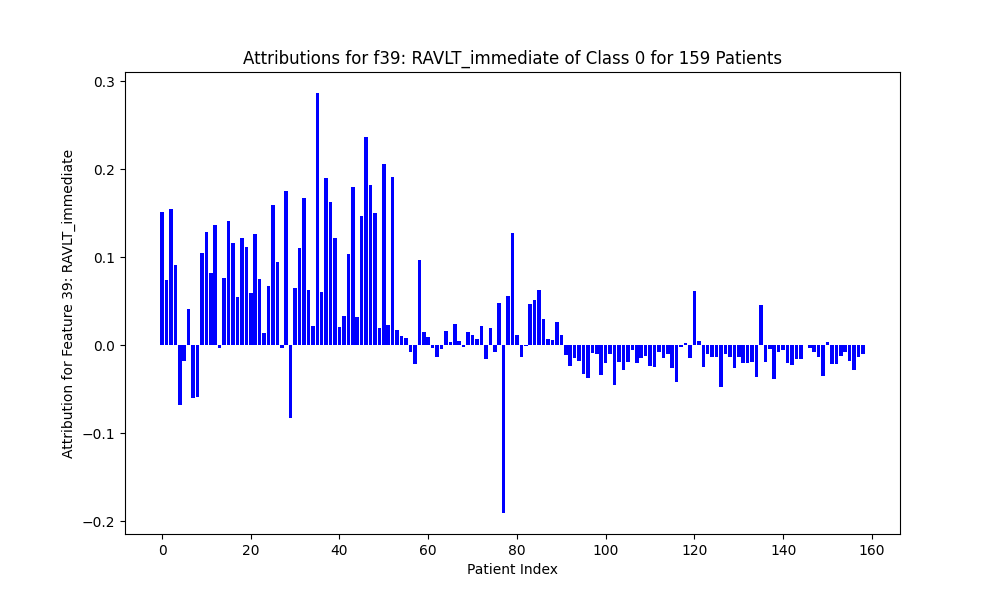 Attributions for f39: RAVLT_immediate of Class 0 for 159 Patients
Attribution for Feature 39: RAVLT_immediate
0.3
0.2
0.1
0.0
−0.1
−0.2
0 20 40 60 80 100 120 140 160
Patient Index